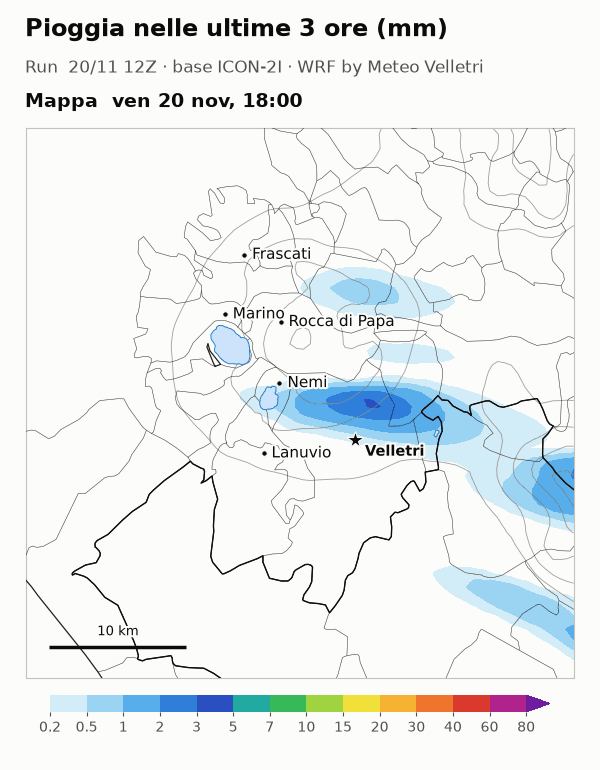 Pioggia nelle ultime 3 ore (mm)
Run  20/11 12Z · base ICON-2I · WRF by Meteo Velletri
Mappa  ven 20 nov, 18:00
Frascati
Marino
Rocca di Papa
Nemi
Velletri
Lanuvio
10 km
0.2 0.5 1 2 3 5 7 10 15 20 30 40 60 80